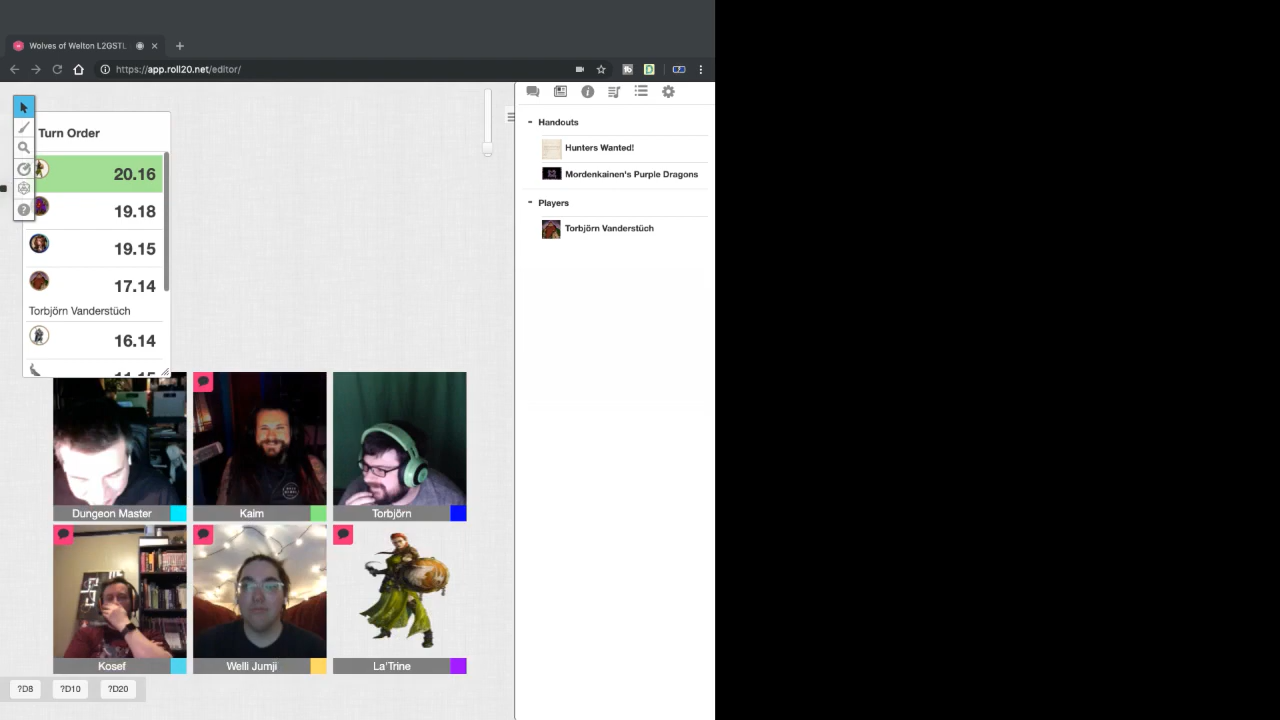 Wolves of Welton L2GSTL
https://app.roll20.net/editor/
Turn Order
20.16
19.18
19.15
17.14
Torbjörn Vanderstüch
16.14
Handouts
Hunters Wanted!
Mordenkainen's Purple Dragons
Players
Torbjörn Vanderstüch
Dungeon Master
Kaim
Torbjörn
Kosef
Welli Jumji
La'Trine
?D8
?D10
?D20